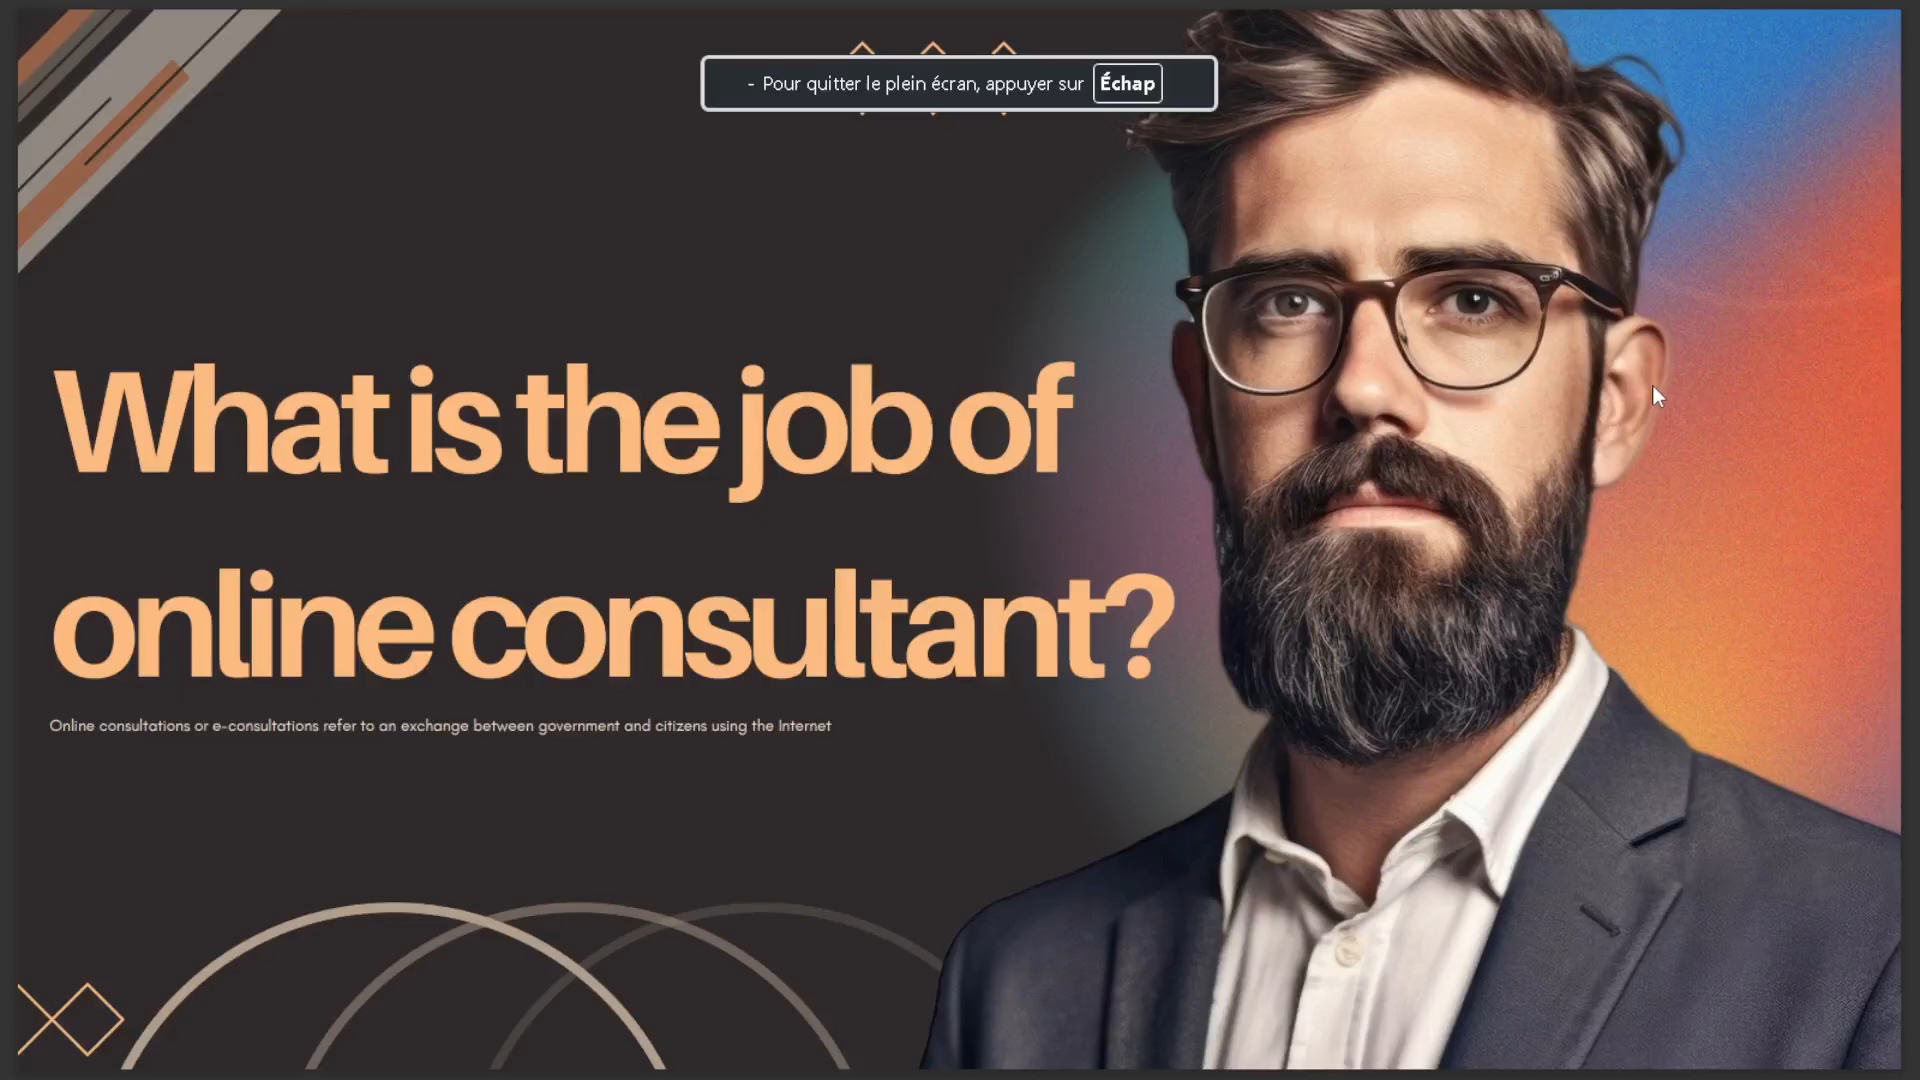 - Pour quitter le plein écran, appuyer sur Échap
What is the job of
online consultant?
Online consultations or e-consultations refer to an exchange between government and citizens using the Internet